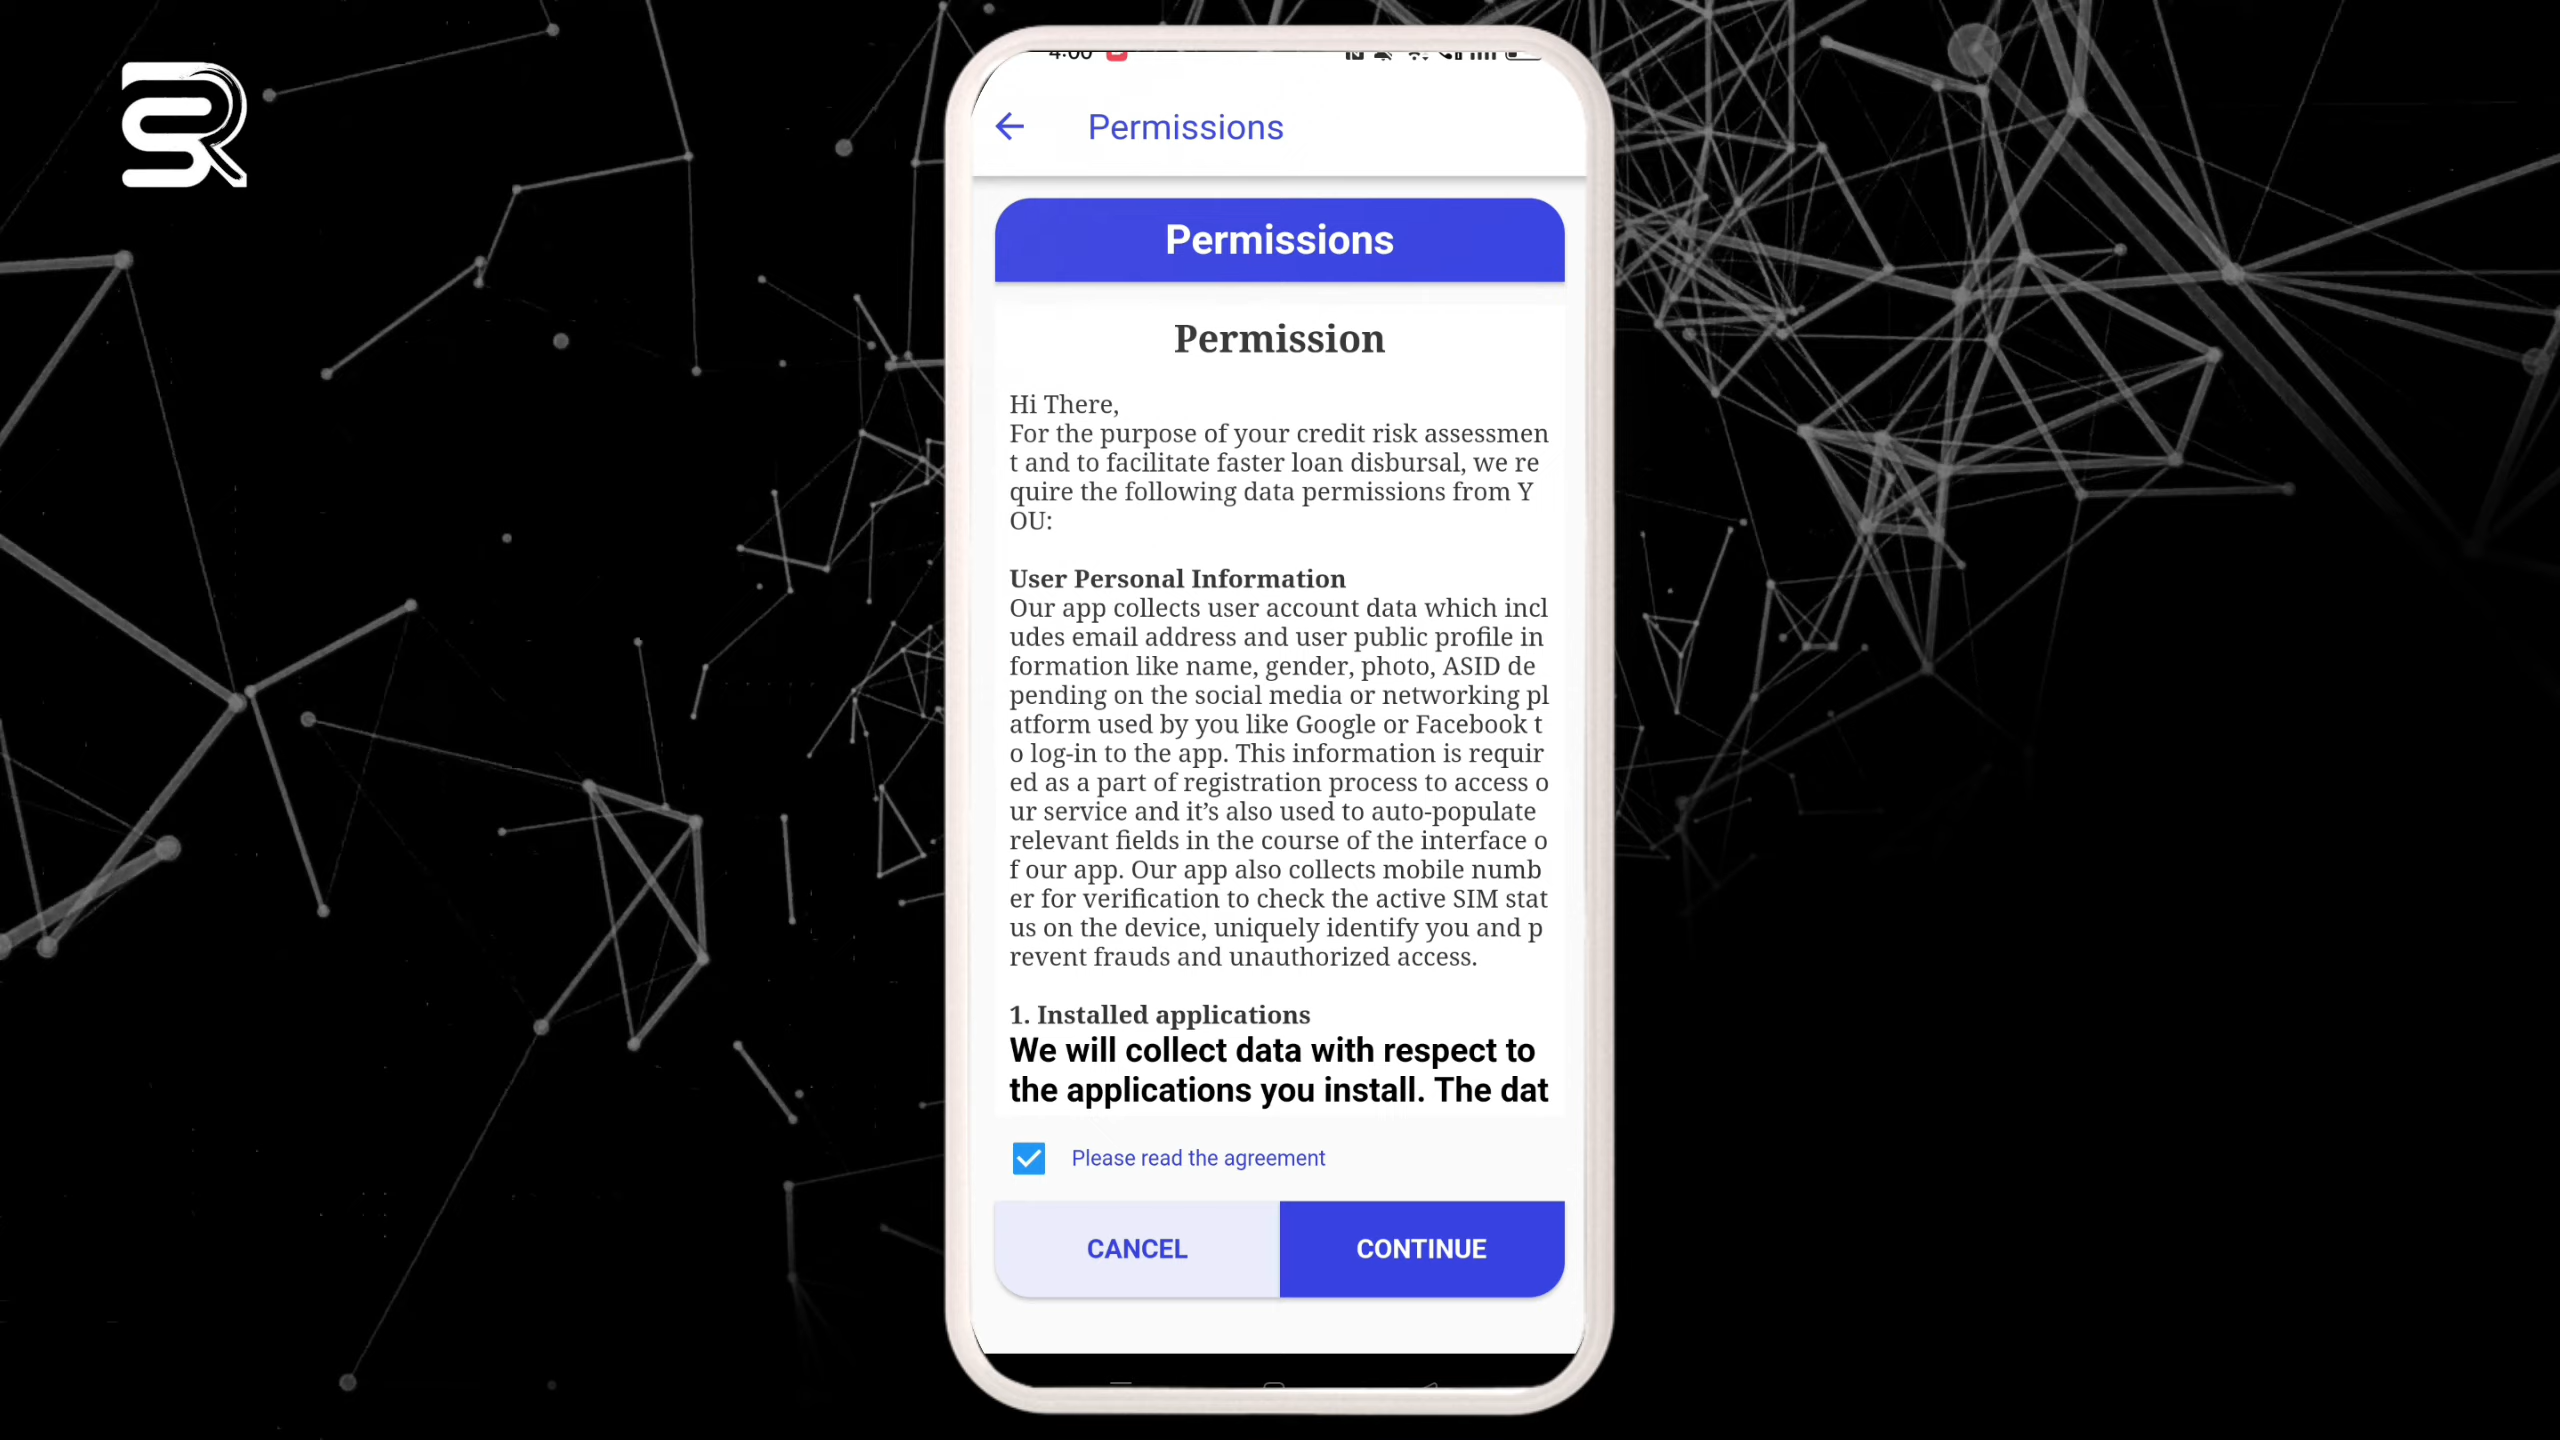 4:00
Permissions
Permissions
Permission
Hi There,
For the purpose of your credit risk assessmen
t and to facilitate faster loan disbursal, we re
quire the following data permissions from Y
OU:
User Personal Information
Our app collects user account data which incl
udes email address and user public profile in
formation like name, gender, photo, ASID de
pending on the social media or networking pl
atform used by you like Google or Facebook t
o log-in to the app. This information is requir
ed as a part of registration process to access o
ur service and it’s also used to auto-populate
relevant fields in the course of the interface o
f our app. Our app also collects mobile numb
er for verification to check the active SIM stat
us on the device, uniquely identify you and p
revent frauds and unauthorized access.
1. Installed applications
We will collect data with respect to
the applications you install. The dat
Please read the agreement
CANCEL
CONTINUE